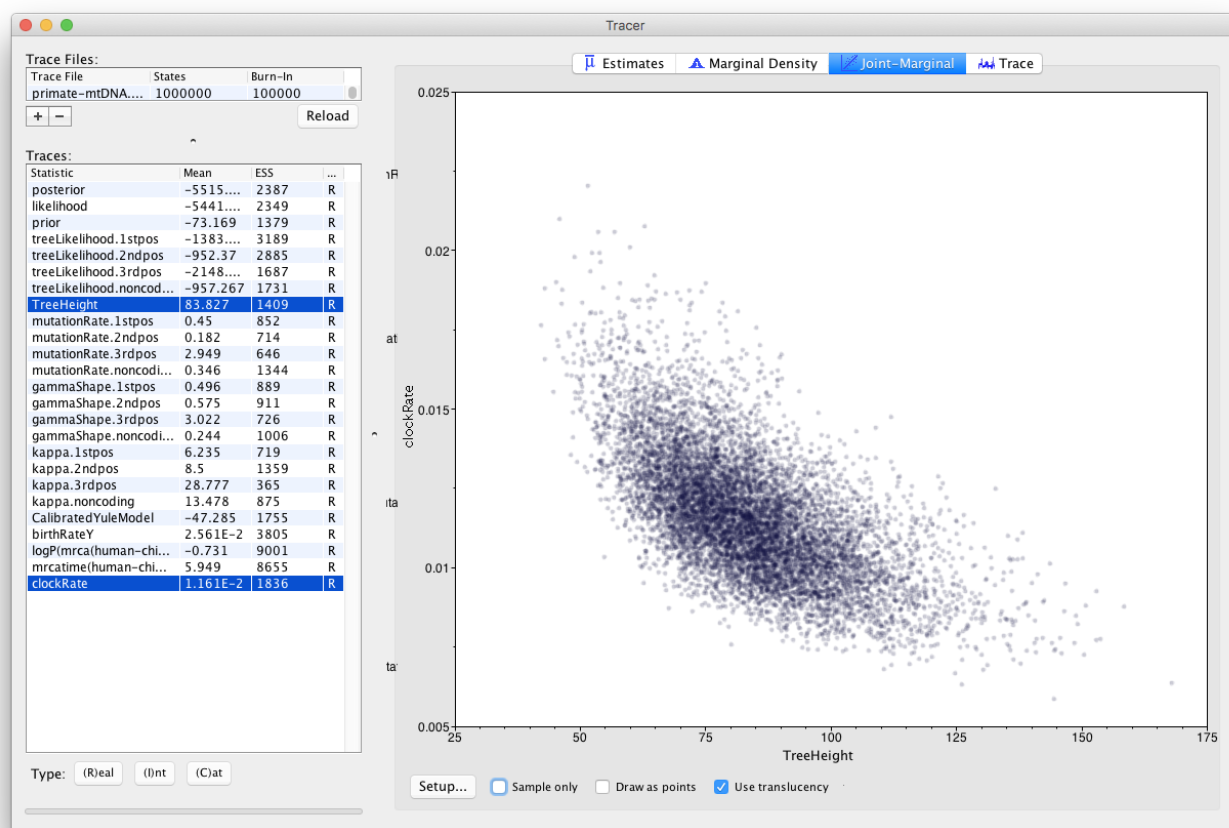 Tracer
Trace Files:
Trace File States Burn-In
primate-mtDNA.... 1000000 100000
+ −
Reload
Traces:
Statistic Mean ESS ...
posterior -5515.... 2387 R
likelihood -5441.... 2349 R
prior -73.169 1379 R
treeLikelihood.1stpos -1383.... 3189 R
treeLikelihood.2ndpos -952.37 2885 R
treeLikelihood.3rdpos -2148.... 1687 R
treeLikelihood.noncod... -957.267 1731 R
TreeHeight 83.827 1409 R
mutationRate.1stpos 0.45 852 R
mutationRate.2ndpos 0.182 714 R
mutationRate.3rdpos 2.949 646 R
mutationRate.noncodi... 0.346 1344 R
gammaShape.1stpos 0.496 889 R
gammaShape.2ndpos 0.575 911 R
gammaShape.3rdpos 3.022 726 R
gammaShape.noncodi... 0.244 1006 R
kappa.1stpos 6.235 719 R
kappa.2ndpos 8.5 1359 R
kappa.3rdpos 28.777 365 R
kappa.noncoding 13.478 875 R
CalibratedYuleModel -47.285 1755 R
birthRateY 2.561E-2 3805 R
logP(mrca(human-chi... -0.731 9001 R
mrcatime(human-chi... 5.949 8655 R
clockRate 1.161E-2 1836 R
Type: (R)eal (I)nt (C)at
Estimates Marginal Density Joint-Marginal Trace
0.025
0.02
0.015
0.01
0.005
clockRate
25 50 75 100 125 150 175
TreeHeight
Setup... Sample only Draw as points Use translucency